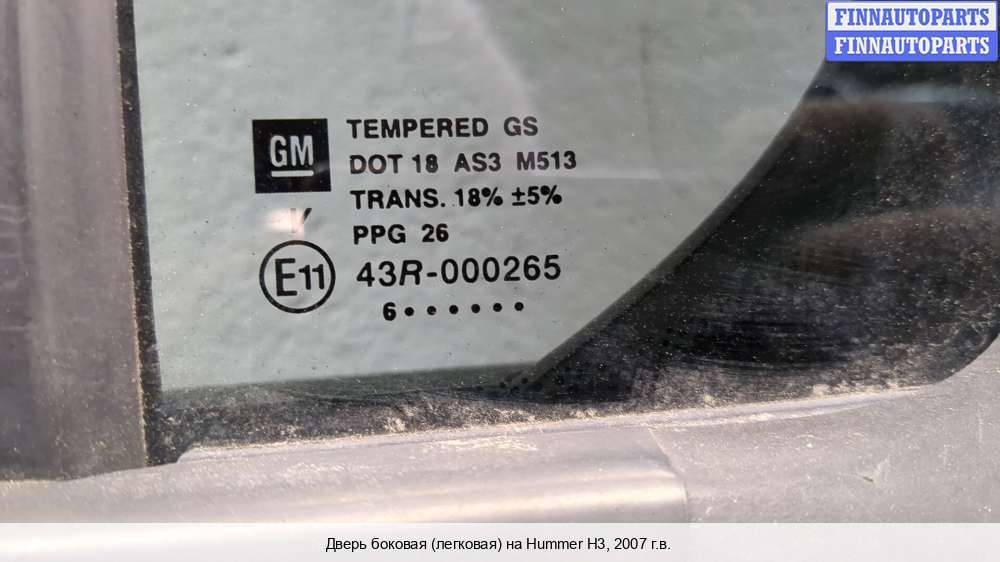 FINNAUTOPARTS
FINNAUTOPARTS
GM
TEMPERED GS
DOT 18 AS3 M513
TRANS. 18% ±5%
V
PPG 26
E11
43R-000265
6••••••
Дверь боковая (легковая) на Hummer H3, 2007 г.в.